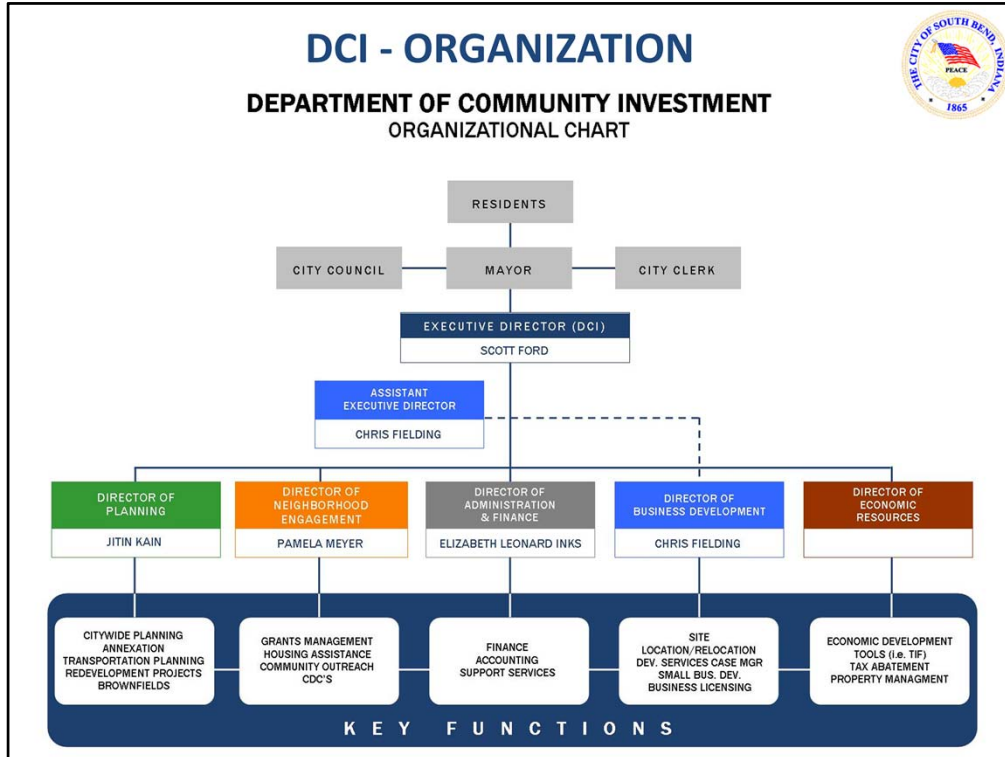 DCI - ORGANIZATION
THE CITY OF SOUTH BEND, INDIANA
PEACE
1865
DEPARTMENT OF COMMUNITY INVESTMENT
ORGANIZATIONAL CHART
RESIDENTS
CITY COUNCIL
MAYOR
CITY CLERK
EXECUTIVE DIRECTOR (DCI)
SCOTT FORD
ASSISTANT
EXECUTIVE DIRECTOR
CHRIS FIELDING
DIRECTOR OF
PLANNING
JITIN KAIN
DIRECTOR OF
NEIGHBORHOOD
ENGAGEMENT
PAMELA MEYER
DIRECTOR OF
ADMINISTRATION
& FINANCE
ELIZABETH LEONARD INKS
DIRECTOR OF
BUSINESS DEVELOPMENT
CHRIS FIELDING
DIRECTOR OF
ECONOMIC
RESOURCES
CITYWIDE PLANNING
ANNEXATION
TRANSPORTATION PLANNING
REDEVELOPMENT PROJECTS
BROWNFIELDS
GRANTS MANAGEMENT
HOUSING ASSISTANCE
COMMUNITY OUTREACH
CDC'S
FINANCE
ACCOUNTING
SUPPORT SERVICES
SITE
LOCATION/RELOCATION
DEV. SERVICES CASE MGR
SMALL BUS. DEV.
BUSINESS LICENSING
ECONOMIC DEVELOPMENT
TOOLS (i.e. TIF)
TAX ABATEMENT
PROPERTY MANAGMENT
KEY FUNCTIONS